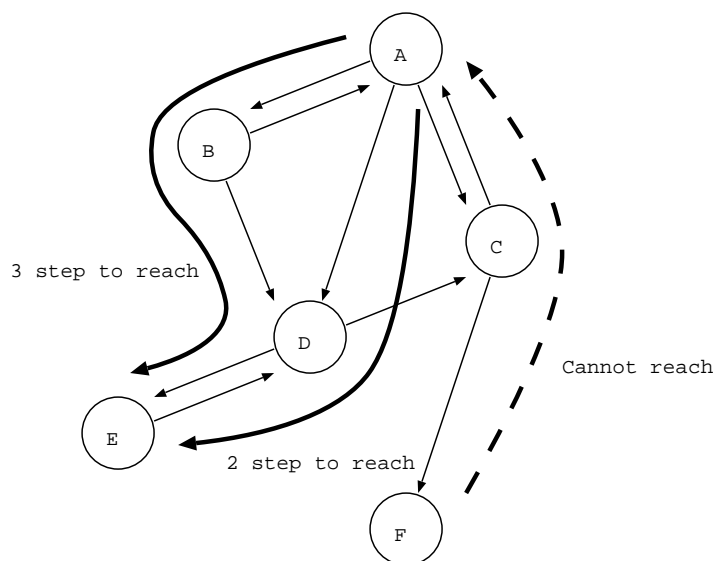 A
B
C
3 step to reach
D
Cannot reach
E
2 step to reach
F